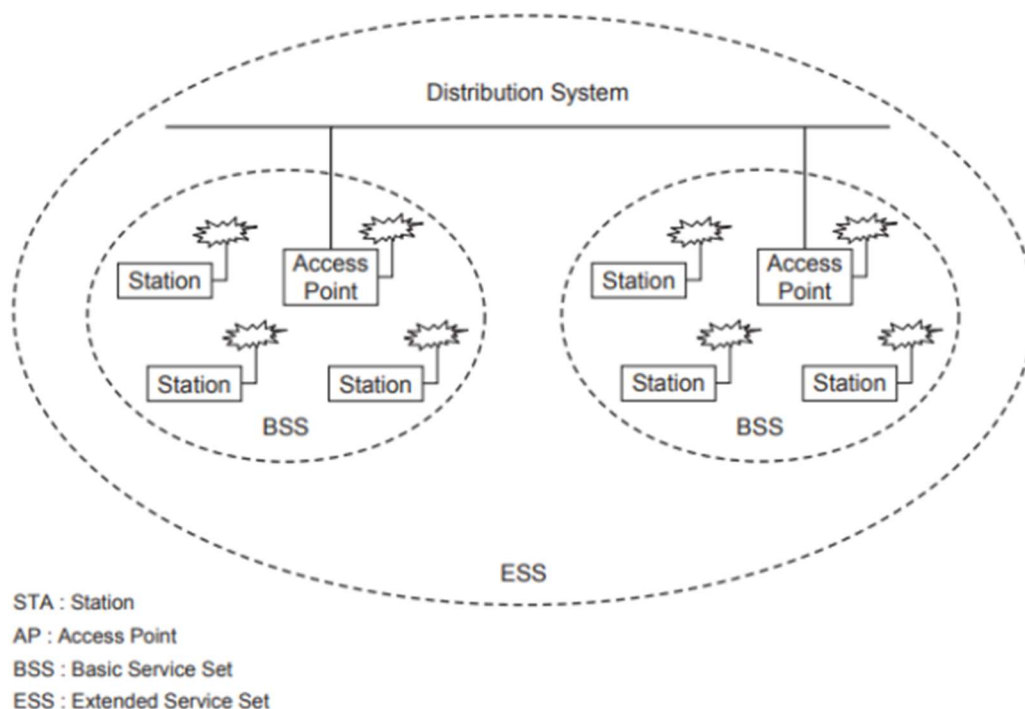 Distribution System
Station
Access
Point
Station
Station
BSS
Station
Access
Point
Station
Station
BSS
ESS
STA : Station
AP : Access Point
BSS : Basic Service Set
ESS : Extended Service Set